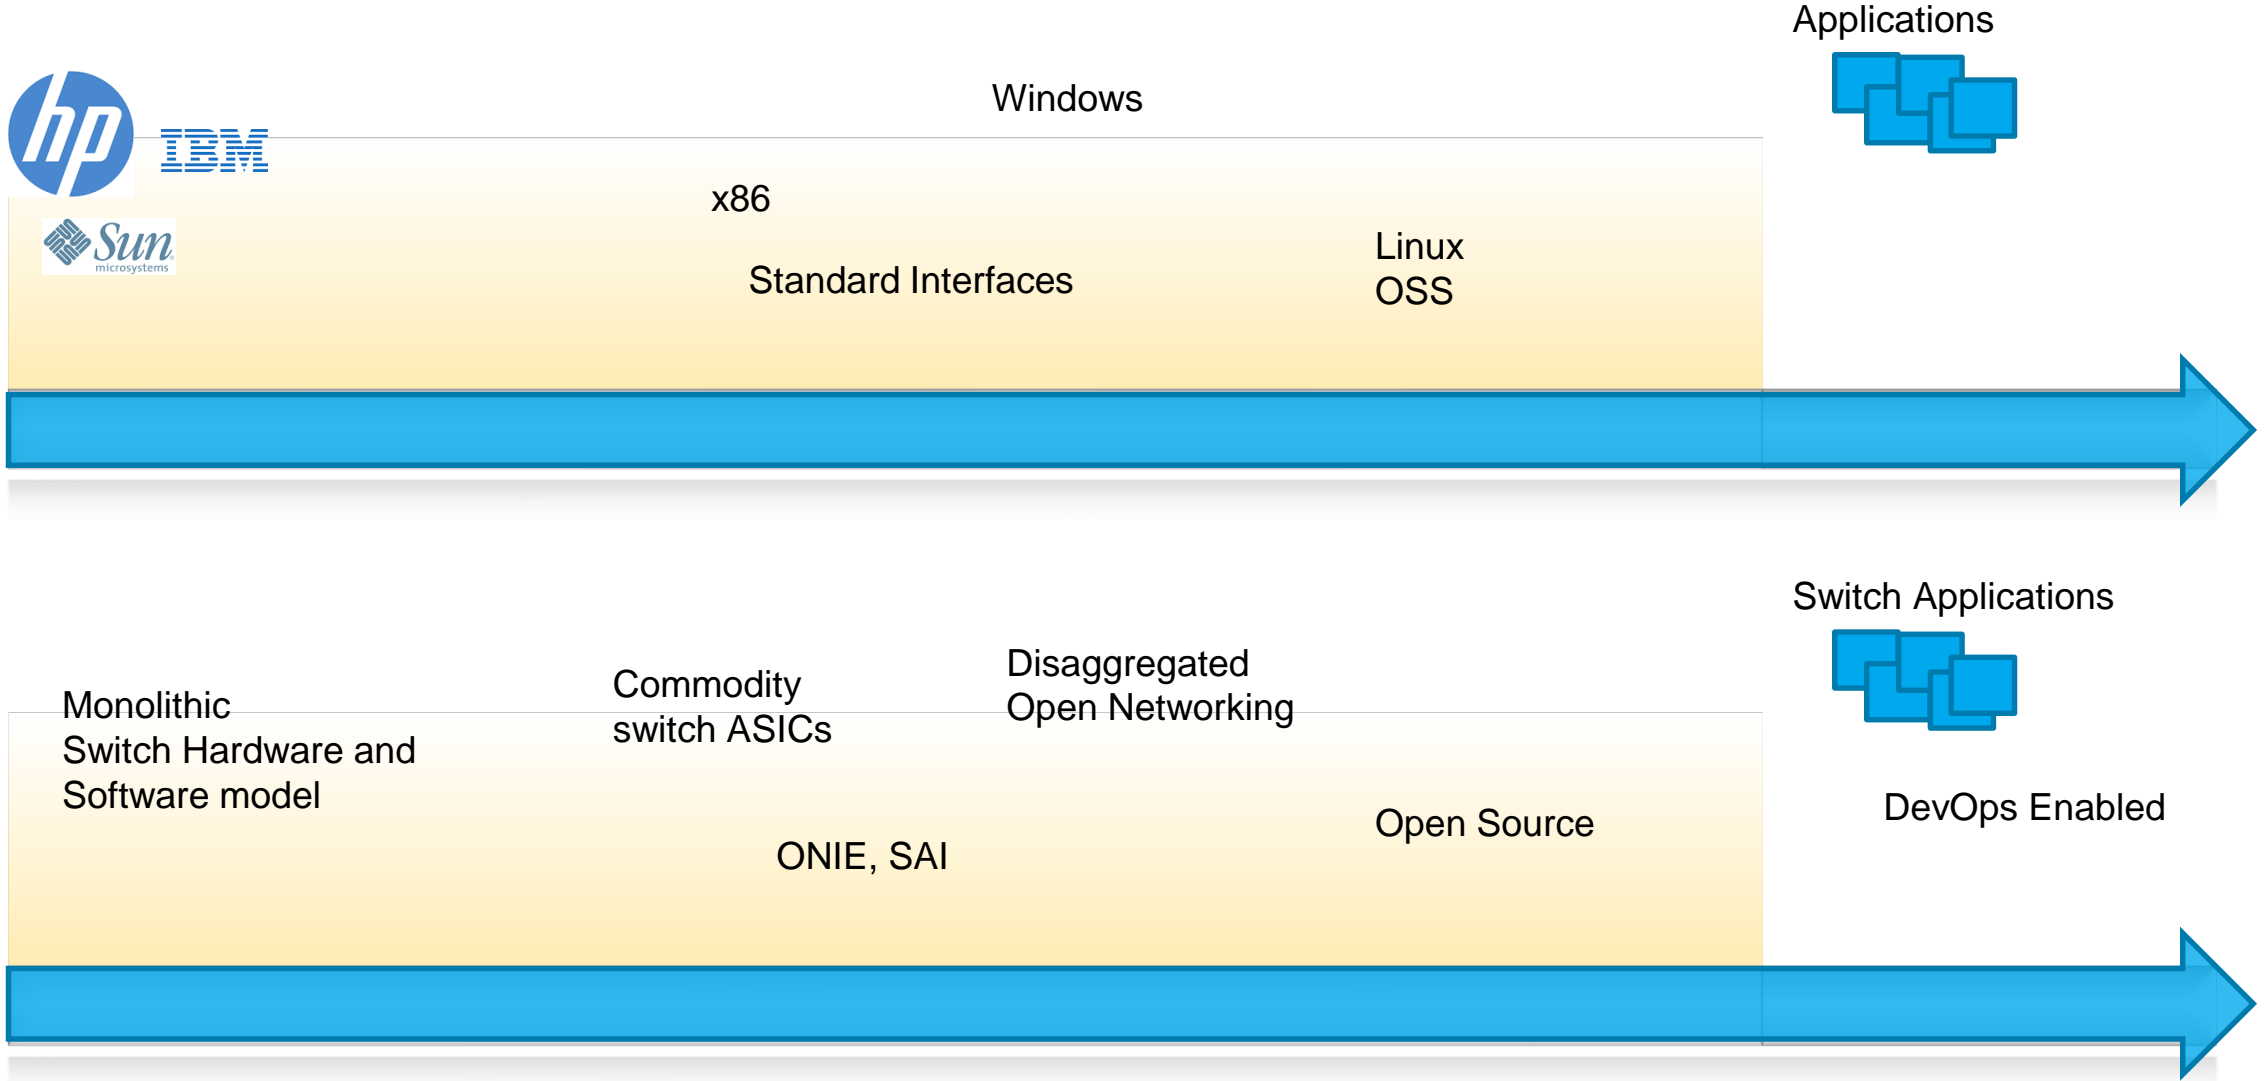 Applications
Windows
hp
IBM
x86
Sun
microsystems
Linux
OSS
Standard Interfaces
Switch Applications
Disaggregated
Open Networking
Commodity
switch ASICs
Monolithic
Switch Hardware and
Software model
DevOps Enabled
Open Source
ONIE, SAI